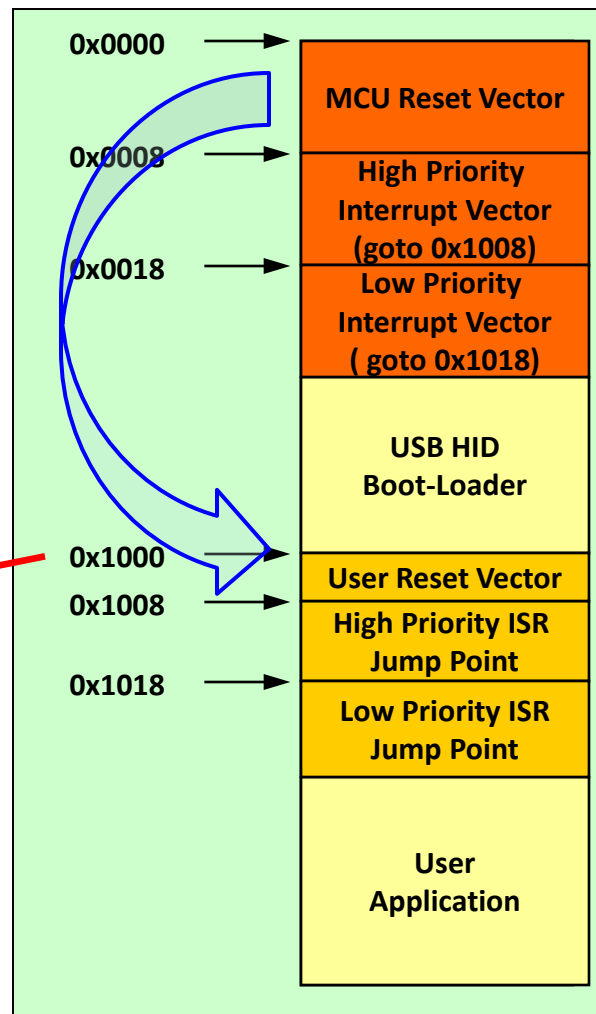 0x0000
MCU Reset Vector
0x0008
High Priority
Interrupt Vector
(goto 0x1008)
0x0018
Low Priority
Interrupt Vector
( goto 0x1018)
USB HID
Boot-Loader
0x1000
User Reset Vector
0x1008
High Priority ISR
Jump Point
0x1018
Low Priority ISR
Jump Point
User
Application